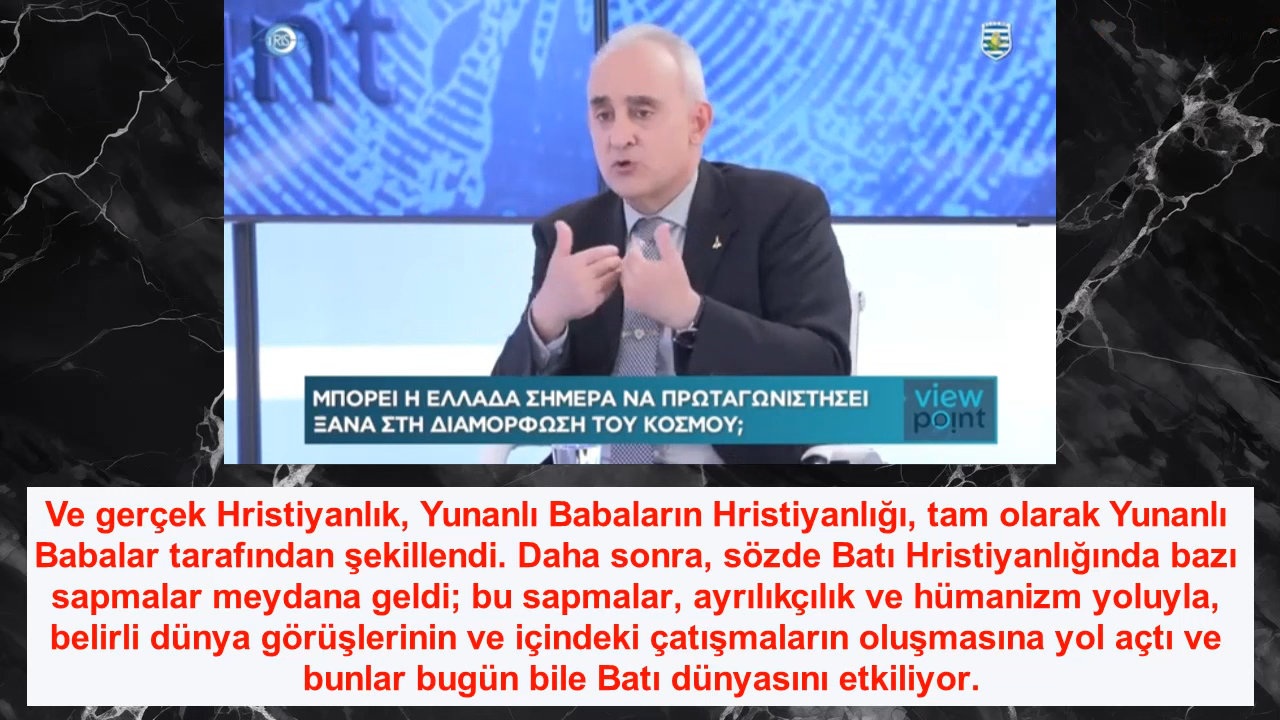 IRIS
int
ΜΠΟΡΕΙ Η ΕΛΛΑΔΑ ΣΗΜΕΡΑ ΝΑ ΠΡΩΤΑΓΩΝΙΣΤΗΣΕΙ
ΞΑΝΑ ΣΤΗ ΔΙΑΜΟΡΦΩΣΗ ΤΟΥ ΚΟΣΜΟΥ;
view
point
Ve gerçek Hristiyanlık, Yunanlı Babaların Hristiyanlığı, tam olarak Yunanlı
Babalar tarafından şekillendi. Daha sonra, sözde Batı Hristiyanlığında bazı
sapmalar meydana geldi; bu sapmalar, ayrılıkçılık ve hümanizm yoluyla,
belirli dünya görüşlerinin ve içindeki çatışmaların oluşmasına yol açtı ve
bunlar bugün bile Batı dünyasını etkiliyor.